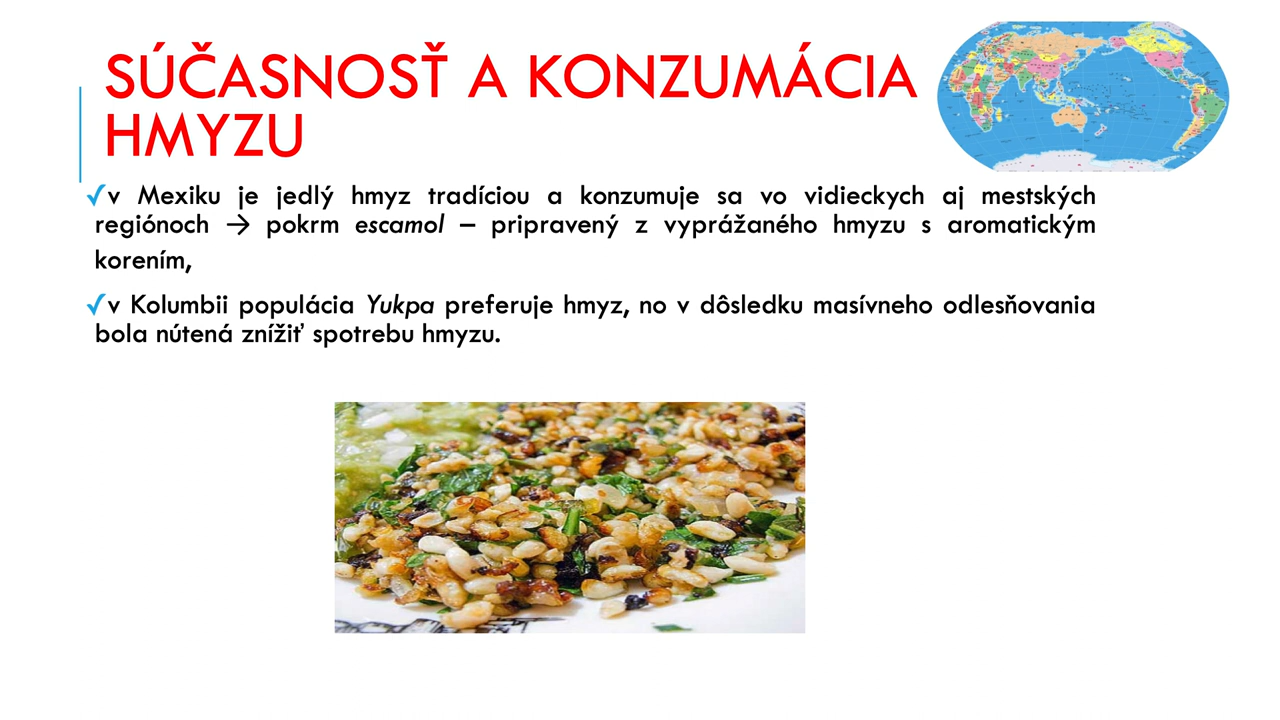 SÚČASNOSŤ A KONZUMÁCIA
HMYZU
✓v Mexiku je jedlý hmyz tradíciou a konzumuje sa vo vidieckych aj mestských
regiónoch → pokrm escamol – pripravený z vyprážaného hmyzu s aromatickým
korením,
✓v Kolumbii populácia Yukpa preferuje hmyz, no v dôsledku masívneho odlesňovania
bola nútená znížiť spotrebu hmyzu.